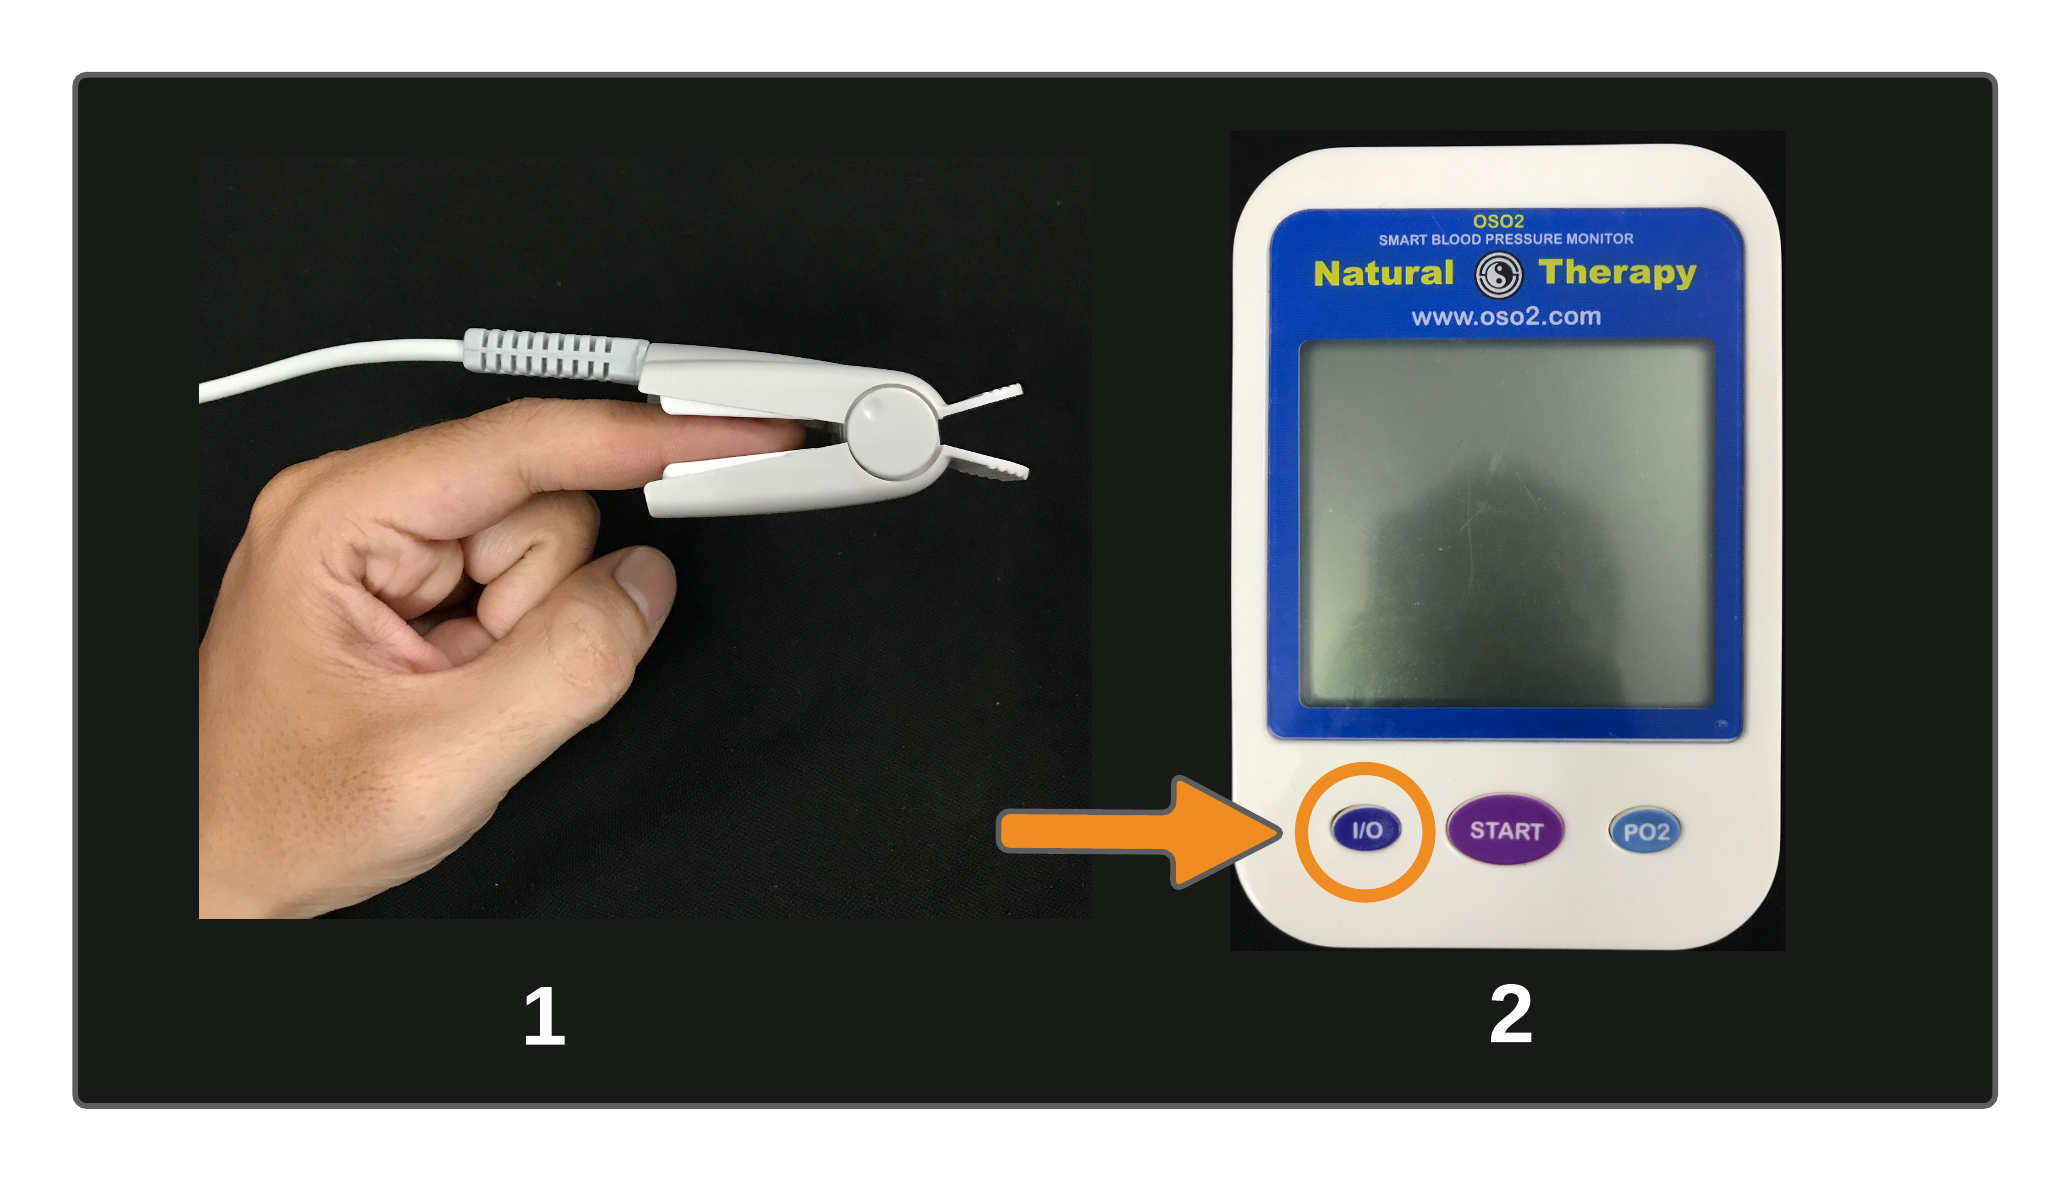 OSO2
SMART BLOOD PRESSURE MONITOR
Natural Therapy
www.oso2.com
I/O START PO2
1 2